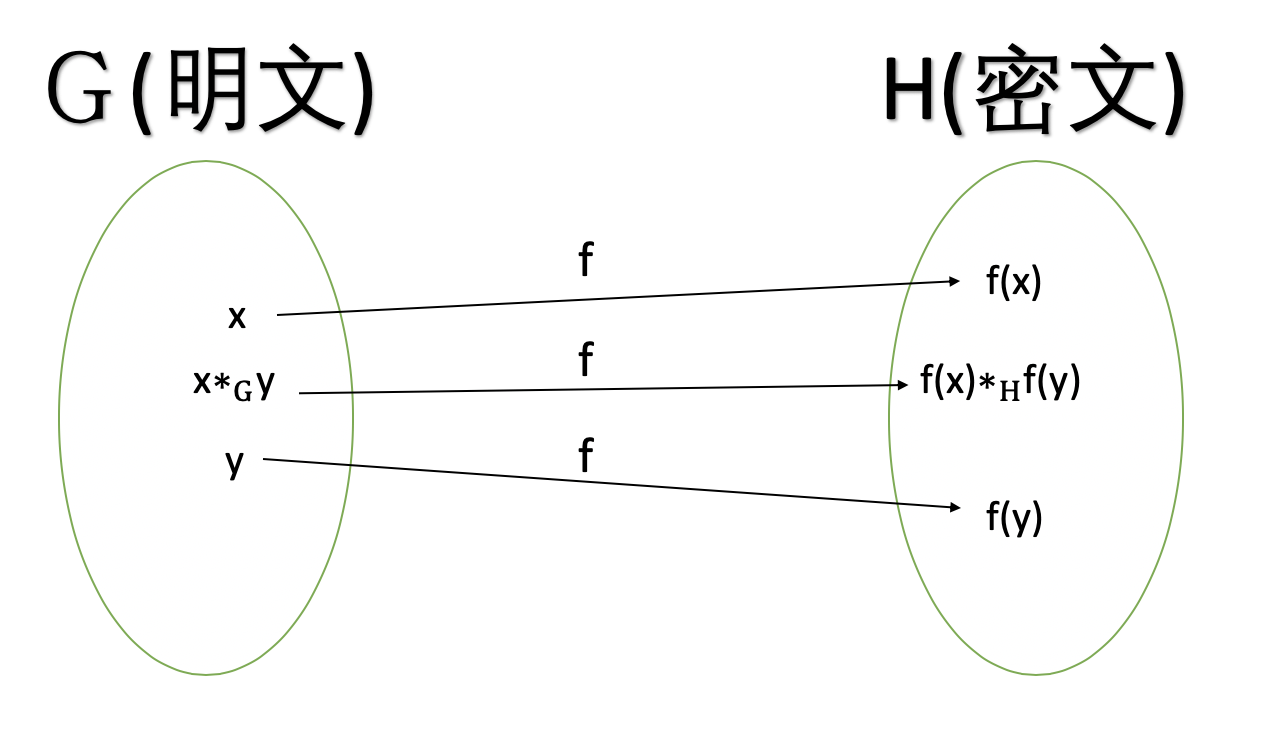 G(明文)
H(密文)
f
f(x)
x
f
x*Gy
f(x)*Hf(y)
f
y
f(y)